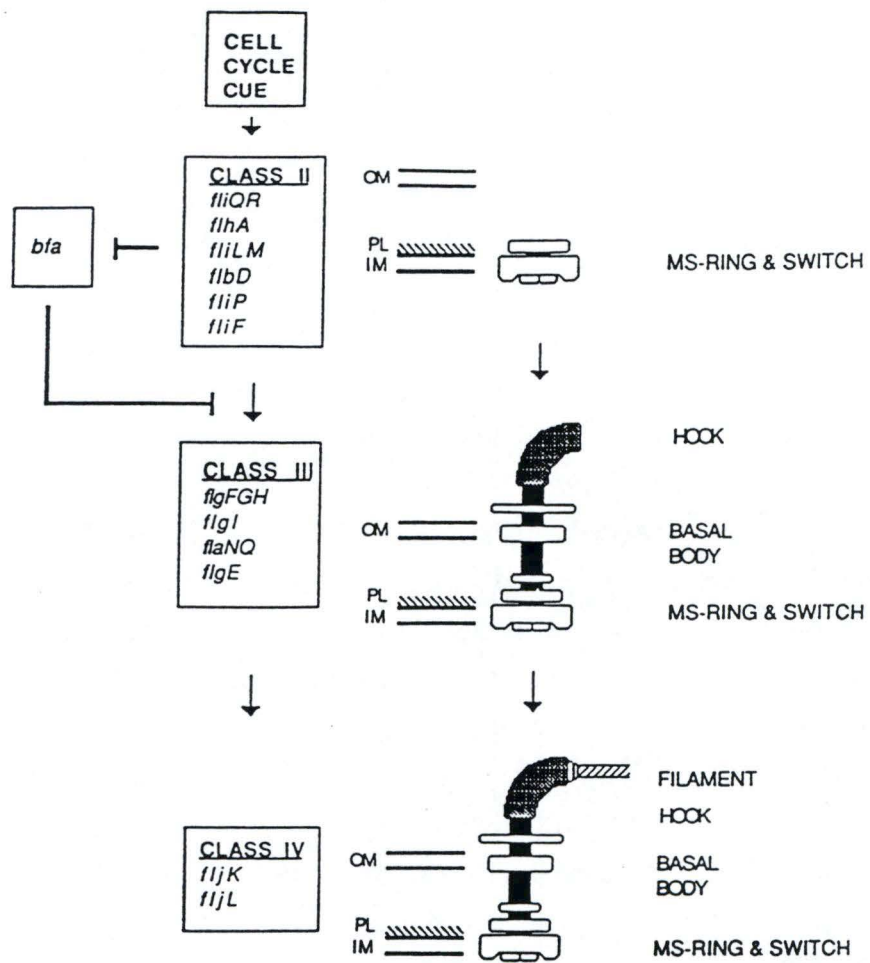 CELL
CYCLE
CUE
CLASS II
fliQR
flhA
fliLM
flbD
fliP
fliF
bfa
OM
PL
IM
MS-RING & SWITCH
CLASS III
flgFGH
flgI
flaNQ
flgE
HOOK
OM
BASAL
BODY
PL
IM
MS-RING & SWITCH
CLASS IV
fljK
fljL
FILAMENT
HOOK
OM
BASAL
BODY
PL
IM
MS-RING & SWITCH